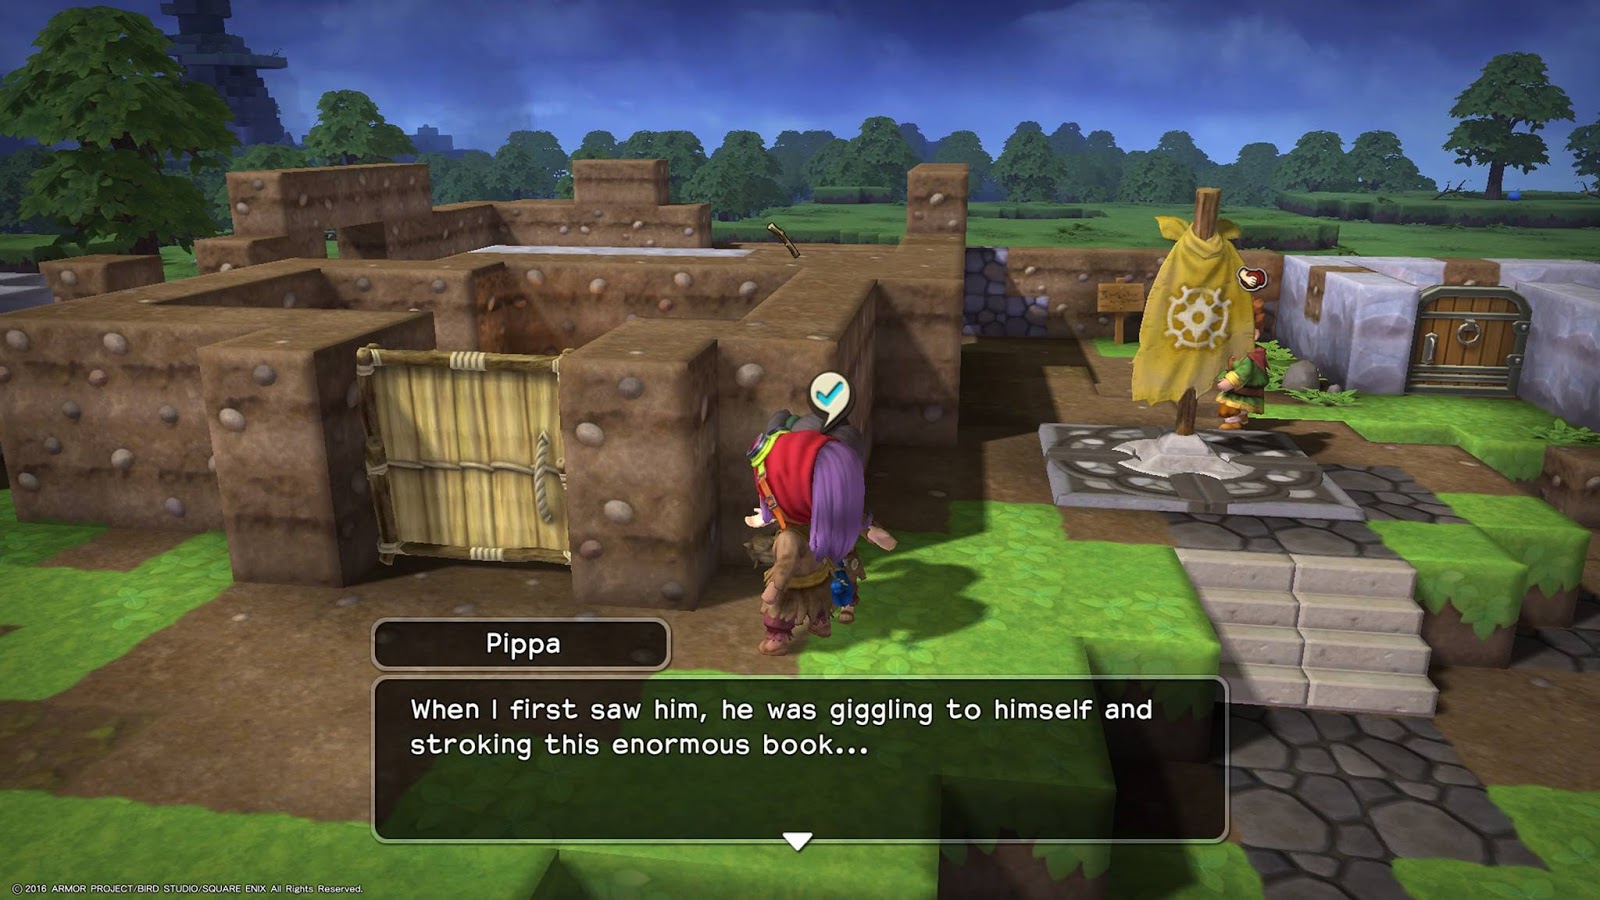 Pippa
When I first saw him, he was giggling to himself and
stroking this enormous book...
© 2016 ARMOR PROJECT/BIRD STUDIO/SQUARE ENIX All Rights Reserved.